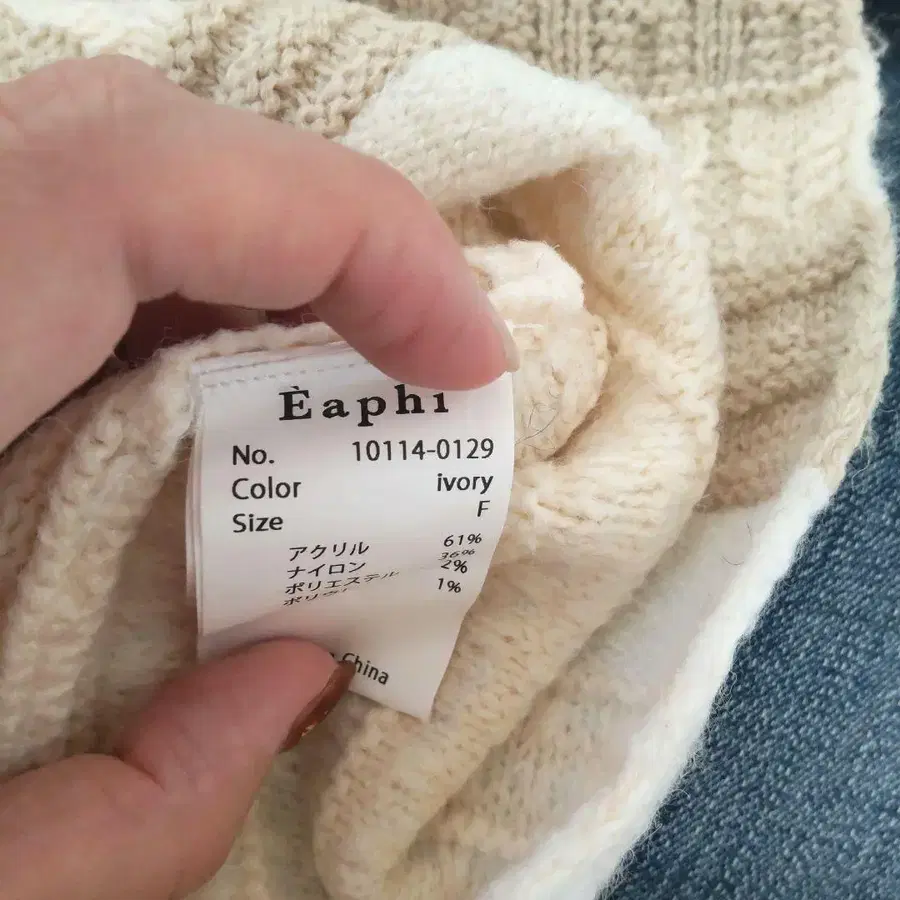 Èaphi
No. 10114-0129
Color ivory
Size F
アクリル 61%
ナイロン 36%
ポリエステル 2%
1%
China